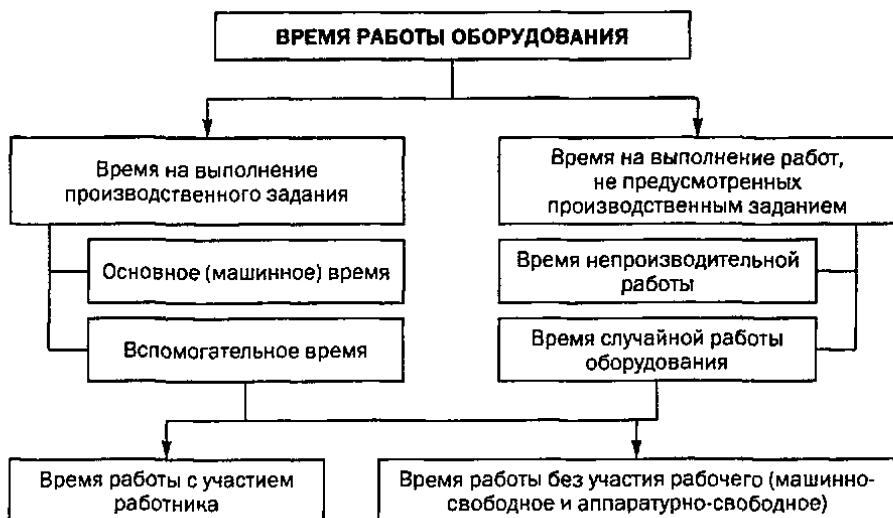 ВРЕМЯ РАБОТЫ ОБОРУДОВАНИЯ
Время на выполнение
производственного задания
Время на выполнение работ,
не предусмотренных
производственным заданием
Основное (машинное) время
Время непроизводительной
работы
Вспомогательное время
Время случайной работы
оборудования
Время работы с участием
работника
Время работы без участия рабочего (машинно-
свободное и аппаратурно-свободное)